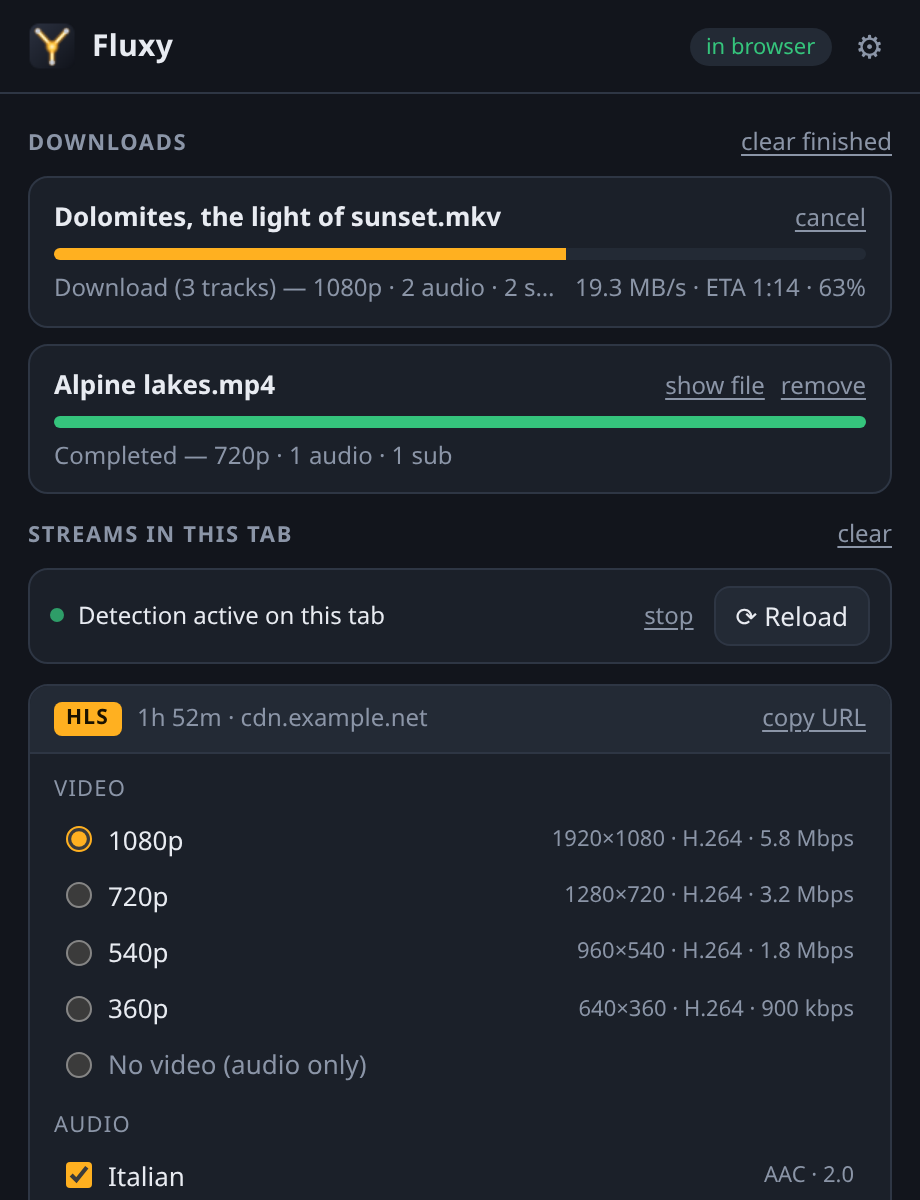 Fluxy
in browser
DOWNLOADS
clear finished
Dolomites, the light of sunset.mkv
cancel
Download (3 tracks) — 1080p · 2 audio · 2 s...
19.3 MB/s · ETA 1:14 · 63%
Alpine lakes.mp4
show file
remove
Completed — 720p · 1 audio · 1 sub
STREAMS IN THIS TAB
clear
Detection active on this tab
stop
⟳ Reload
HLS
1h 52m · cdn.example.net
copy URL
VIDEO
1080p
1920×1080 · H.264 · 5.8 Mbps
720p
1280×720 · H.264 · 3.2 Mbps
540p
960×540 · H.264 · 1.8 Mbps
360p
640×360 · H.264 · 900 kbps
No video (audio only)
AUDIO
Italian
AAC · 2.0